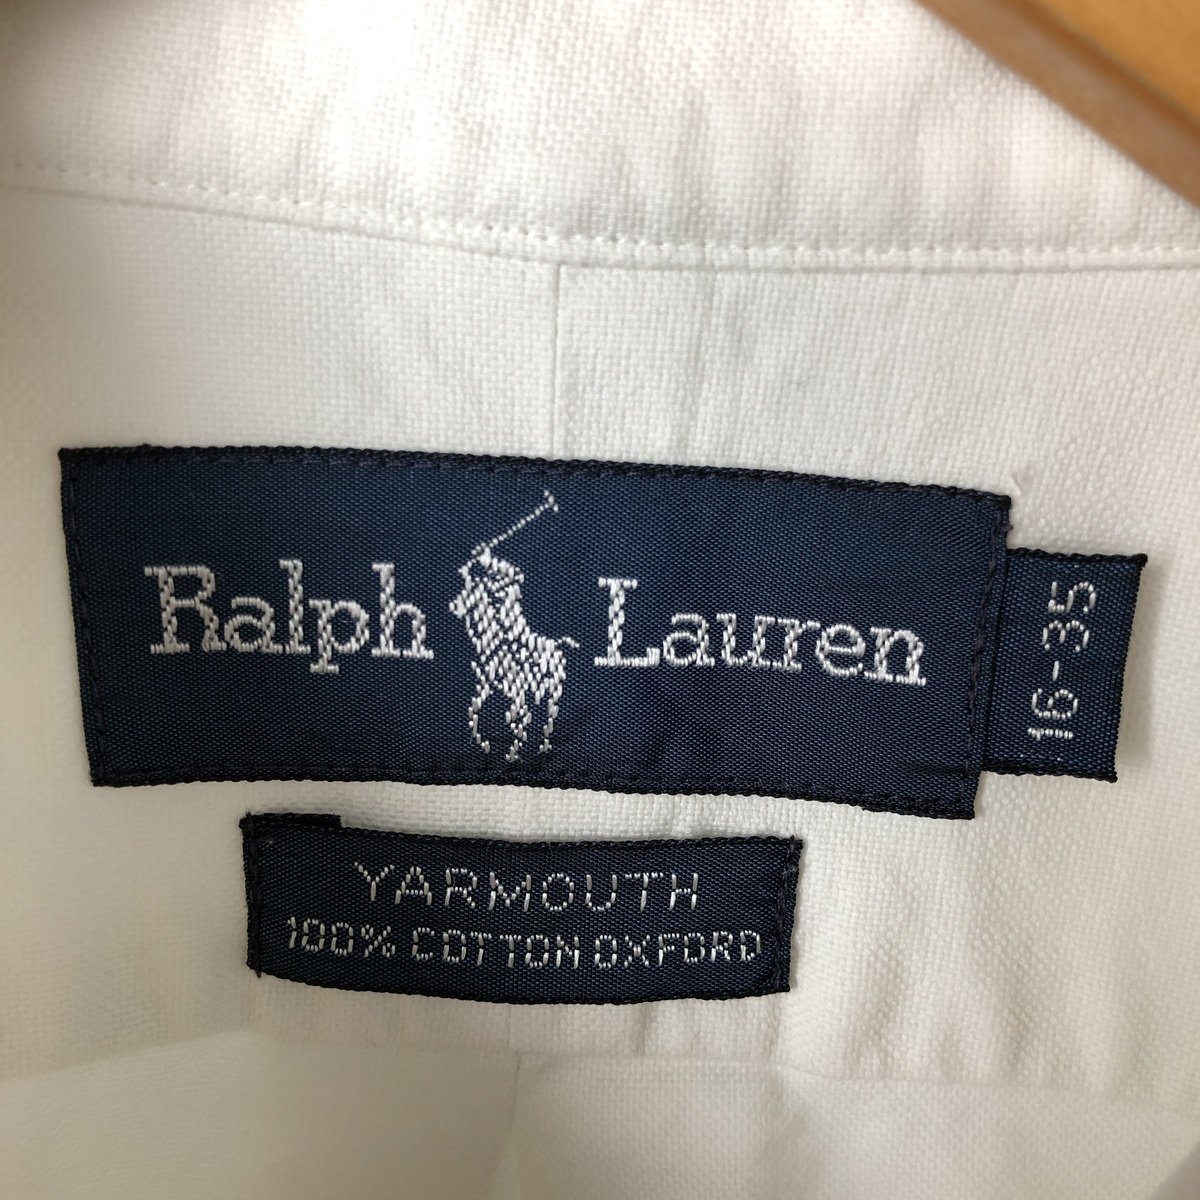 Ralph Lauren
16-35
YARMOUTH
100% COTTON OXFORD